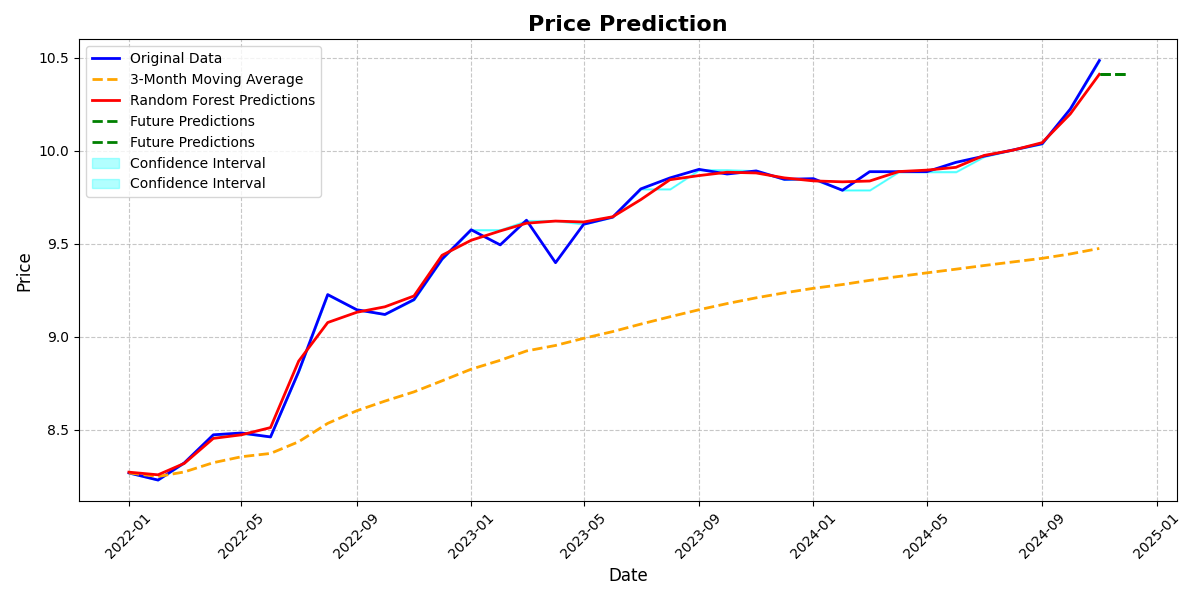 Price Prediction
Original Data
3-Month Moving Average
Random Forest Predictions
Future Predictions
Future Predictions
Confidence Interval
Confidence Interval
Price
10.5
10.0
9.5
9.0
8.5
2022-01
2022-05
2022-09
2023-01
2023-05
2023-09
2024-01
2024-05
2024-09
2025-01
Date